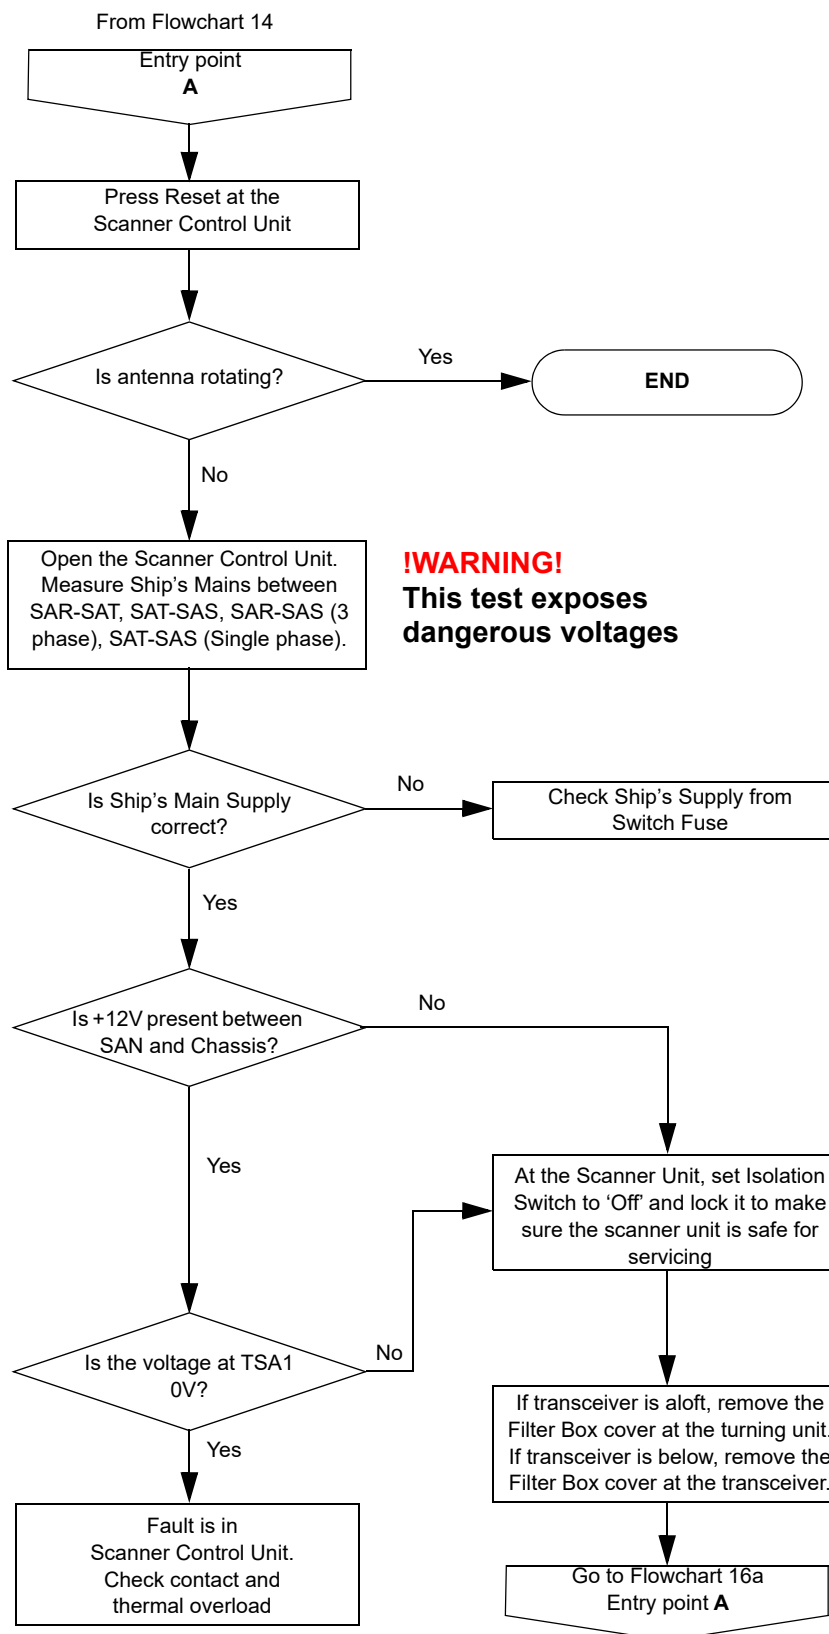 From Flowchart 14
Entry point
A
Press Reset at the
Scanner Control Unit
Is antenna rotating?
Yes
END
No
Open the Scanner Control Unit.
Measure Ship's Mains between
SAR-SAT, SAT-SAS, SAR-SAS (3
phase), SAT-SAS (Single phase).
!WARNING!
This test exposes
dangerous voltages
Is Ship's Main Supply
correct?
No
Check Ship's Supply from
Switch Fuse
Yes
Is +12V present between
SAN and Chassis?
No
Yes
At the Scanner Unit, set Isolation
Switch to ‘Off’ and lock it to make
sure the scanner unit is safe for
servicing
Is the voltage at TSA1
0V?
No
Yes
If transceiver is aloft, remove the
Filter Box cover at the turning unit.
If transceiver is below, remove the
Filter Box cover at the transceiver.
Fault is in
Scanner Control Unit.
Check contact and
thermal overload
Go to Flowchart 16a
Entry point A